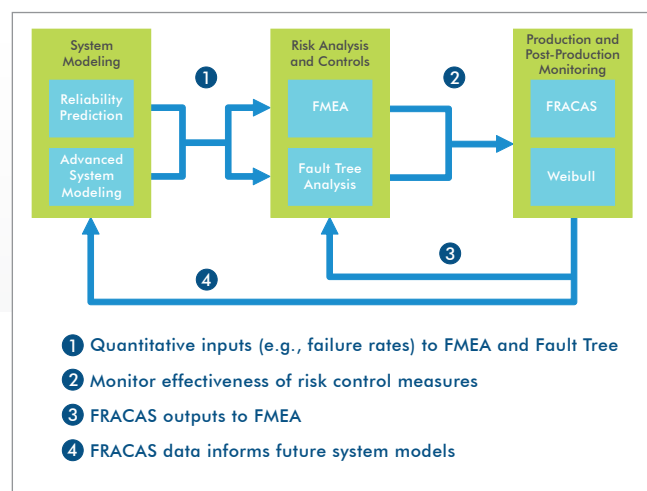 System
Modeling
Reliability
Prediction
Advanced
System
Modeling
1
Risk Analysis
and Controls
FMEA
Fault Tree
Analysis
2
Production and
Post-Production
Monitoring
FRACAS
Weibull
3
4
1 Quantitative inputs (e.g., failure rates) to FMEA and Fault Tree
2 Monitor effectiveness of risk control measures
3 FRACAS outputs to FMEA
4 FRACAS data informs future system models